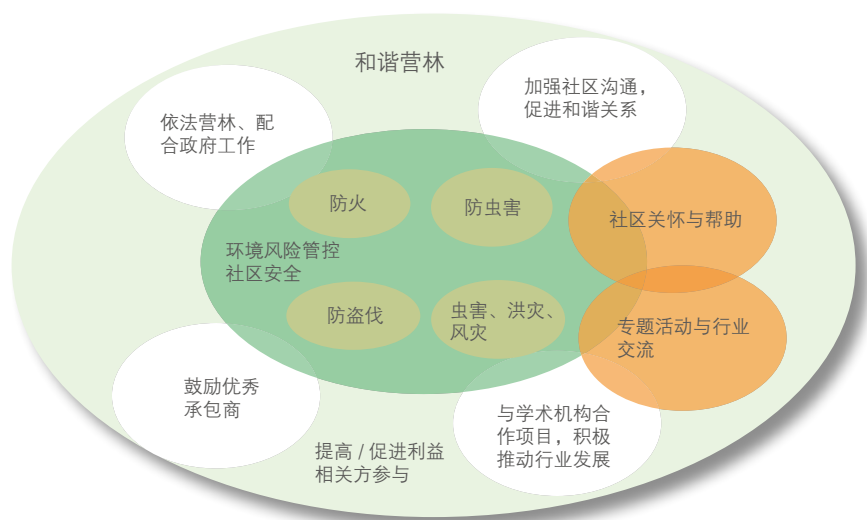 和谐营林
加强社区沟通，
促进和谐关系
依法营林、配
合政府工作
防火
防虫害
社区关怀与帮助
环境风险管控
社区安全
防盗伐
虫害、洪灾、
风灾
专题活动与行业
交流
鼓励优秀
承包商
与学术机构合
作项目，积极
推动行业发展
提高 / 促进利益
相关方参与